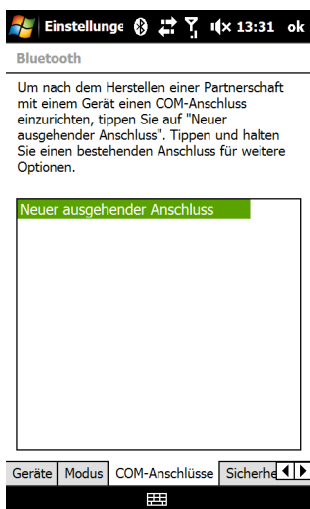 Einstellunge 13:31 ok
Bluetooth
Um nach dem Herstellen einer Partnerschaft
mit einem Gerät einen COM-Anschluss
einzurichten, tippen Sie auf "Neuer
ausgehender Anschluss". Tippen und halten
Sie einen bestehenden Anschluss für weitere
Optionen.
Neuer ausgehender Anschluss
Geräte Modus COM-Anschlüsse Sicherhe